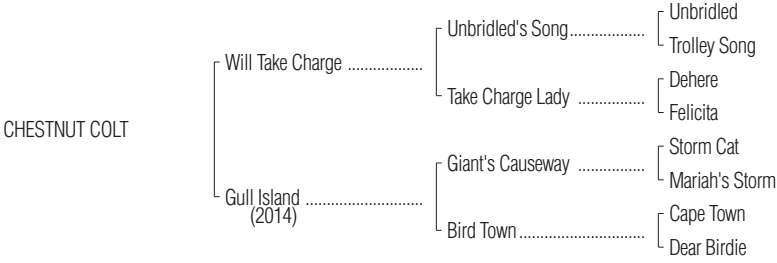 Unbridled
Unbridled's Song..................
Trolley Song
Will Take Charge ..................
Dehere
Take Charge Lady ................
Felicita
CHESTNUT COLT
Storm Cat
Giant's Causeway ................
Mariah's Storm
Gull Island ............................
(2014)
Cape Town
Bird Town..............................
Dear Birdie